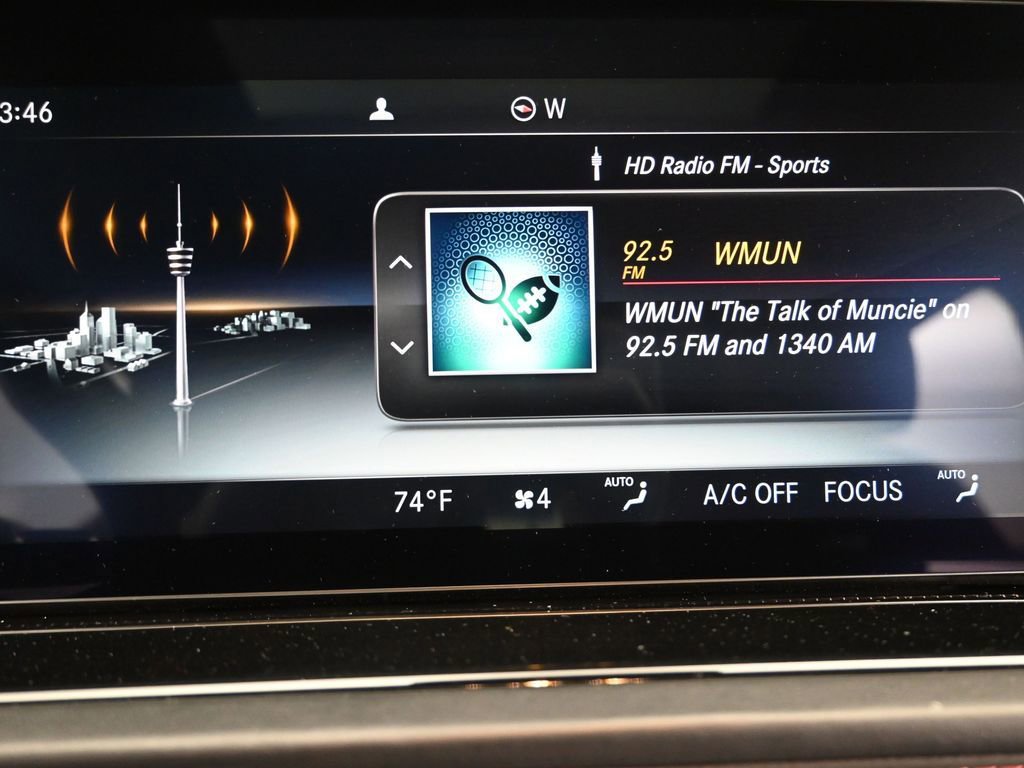 3:46
W
HD Radio FM - Sports
92.5 WMUN
FM
WMUN "The Talk of Muncie" on
92.5 FM and 1340 AM
74°F 4 AUTO A/C OFF FOCUS AUTO